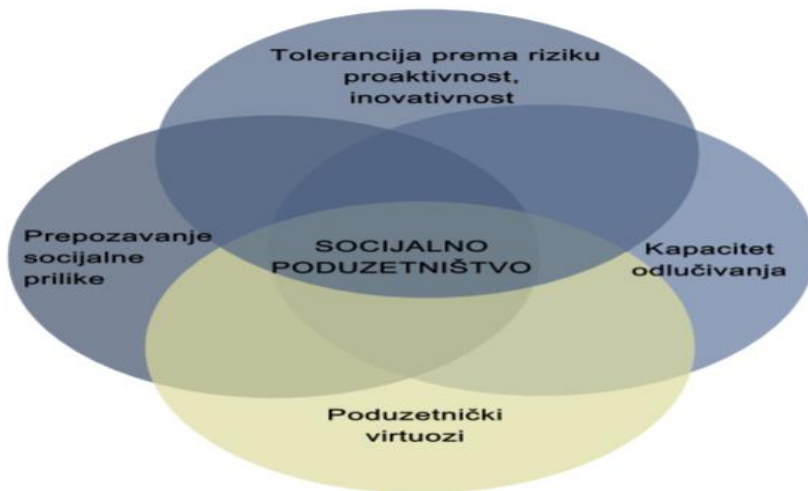 Tolerancija prema riziku
proaktivnost,
inovativnost
Prepozavanje
socijalne
prilike
SOCIJALNO
PODUZETNIŠTVO
Kapacitet
odlučivanja
Poduzetnički
virtuozi